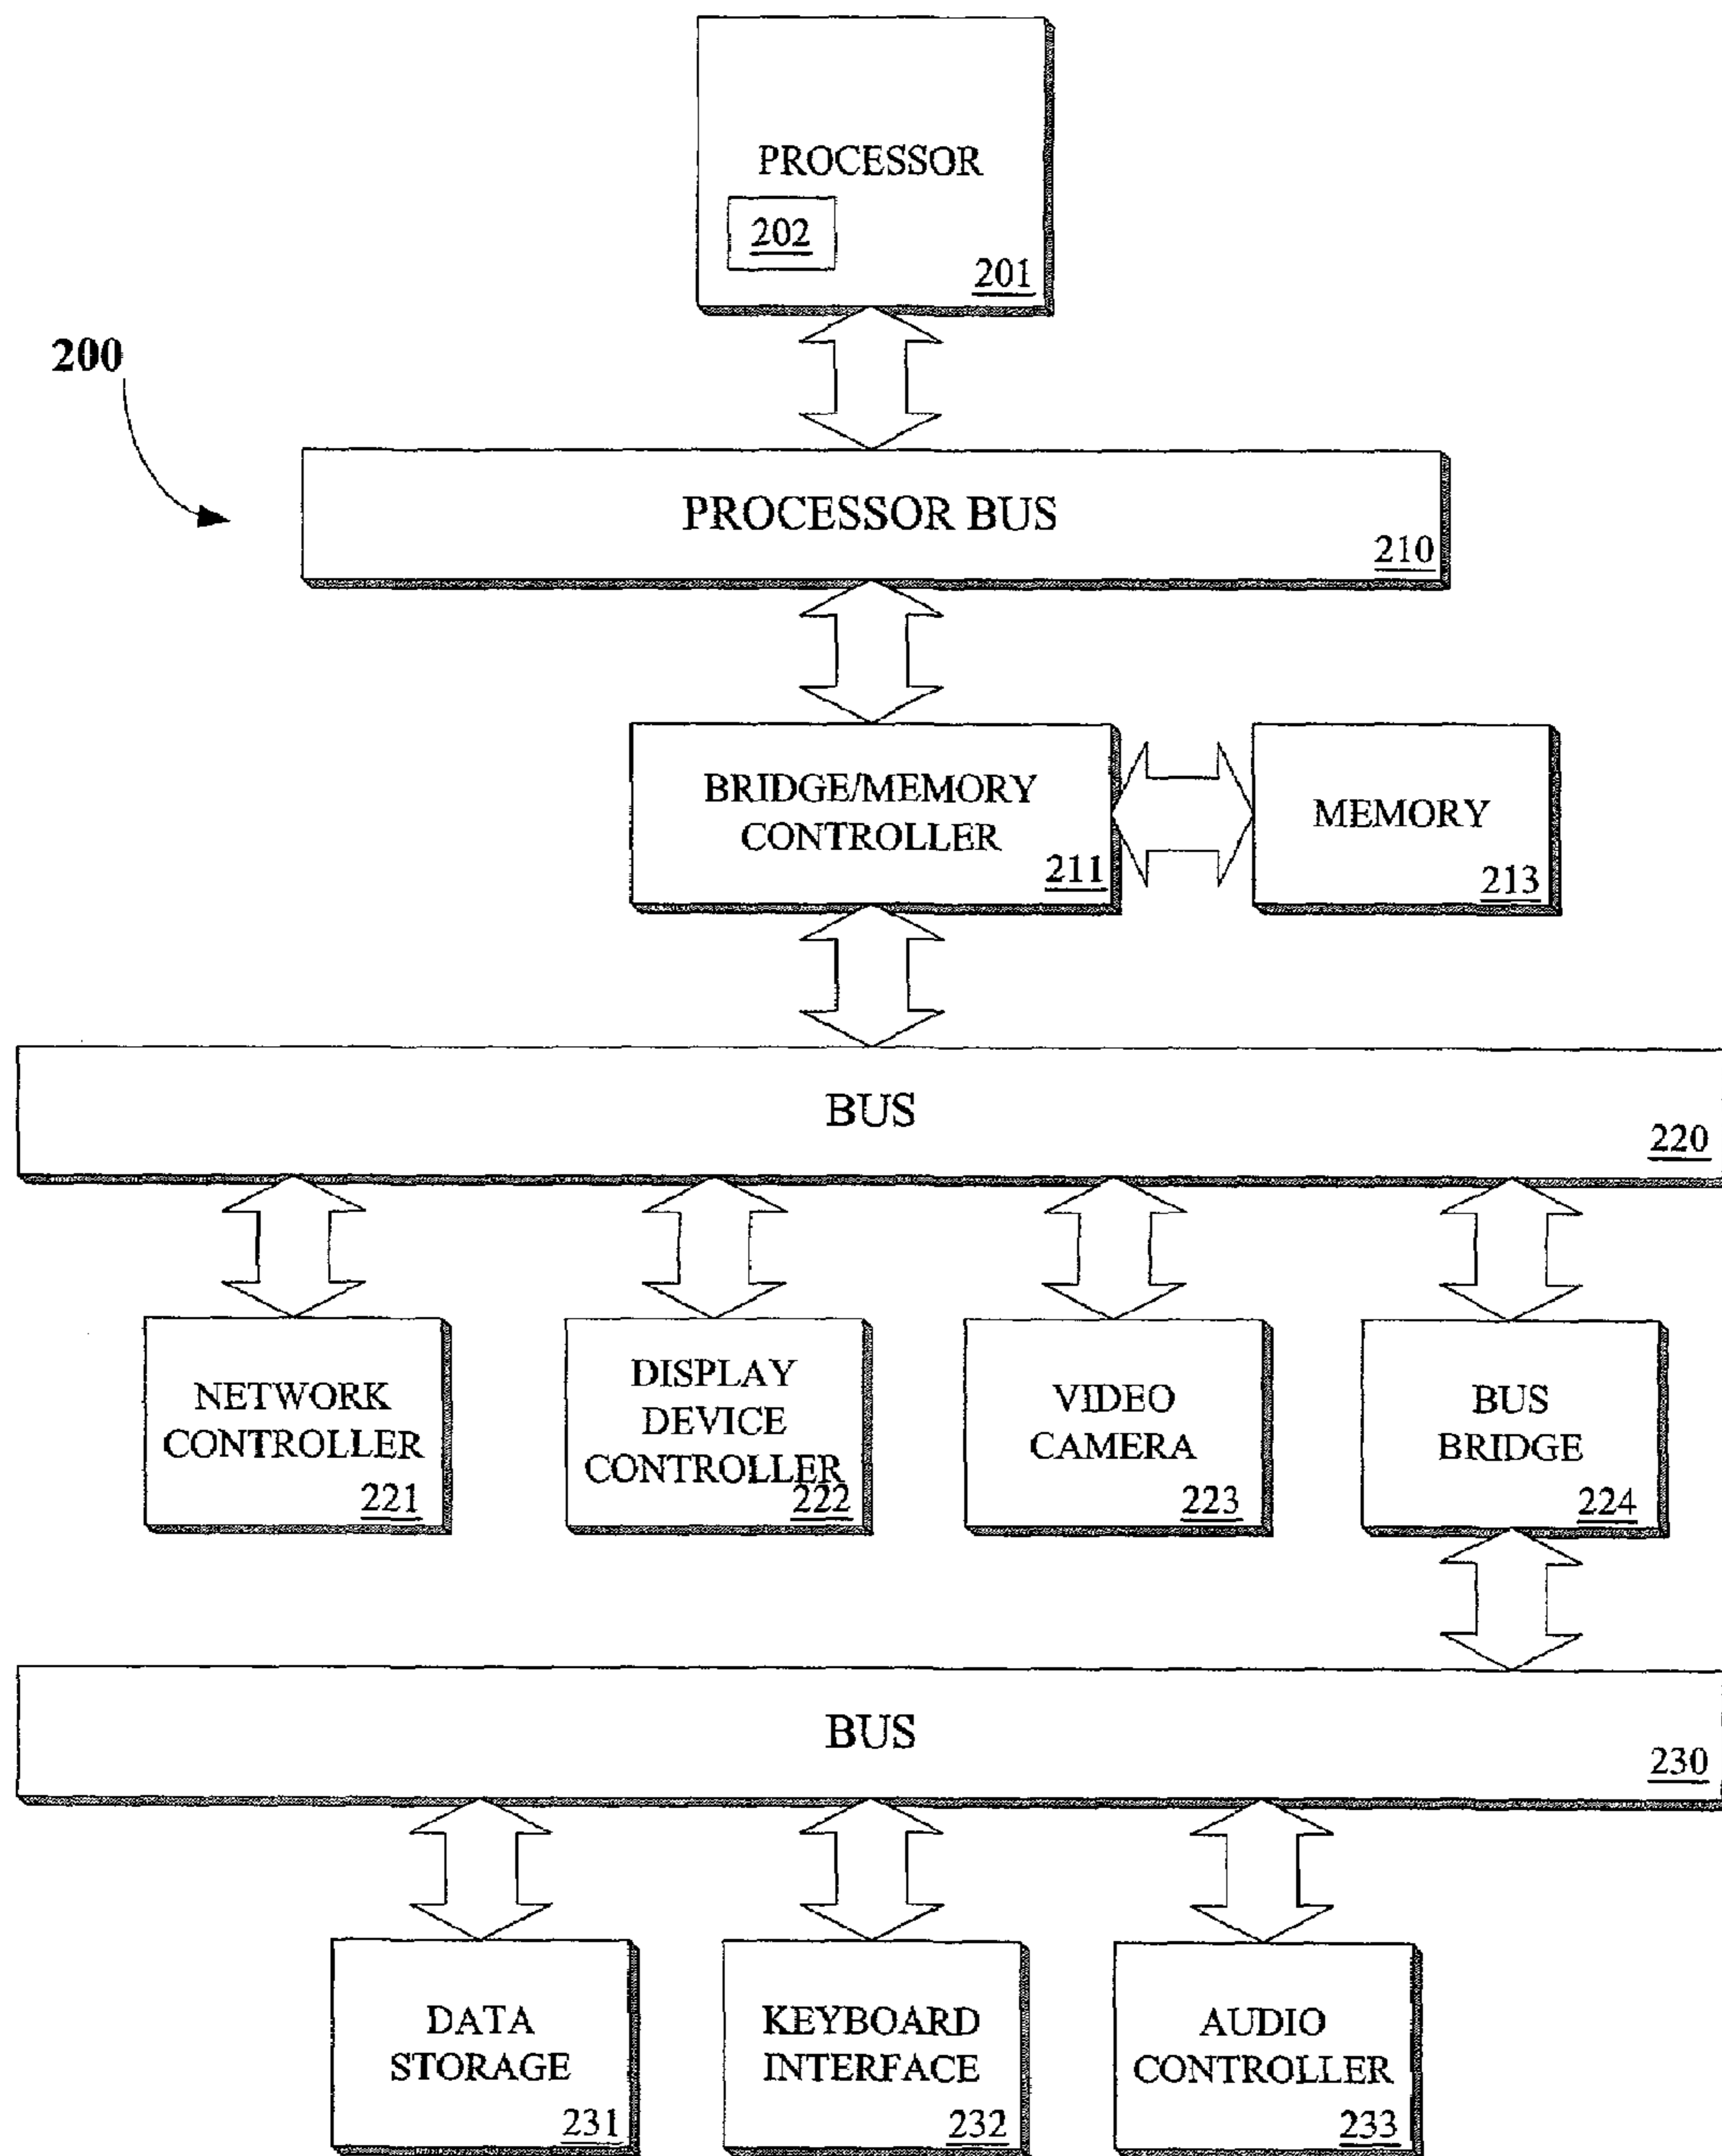 PROCESSOR
202
201
200
PROCESSOR BUS
210
BRIDGE/MEMORY
CONTROLLER
211
MEMORY
213
BUS
220
NETWORK
CONTROLLER
221
DISPLAY
DEVICE
CONTROLLER
222
VIDEO
CAMERA
223
BUS
BRIDGE
224
BUS
230
DATA
STORAGE
231
KEYBOARD
INTERFACE
232
AUDIO
CONTROLLER
233